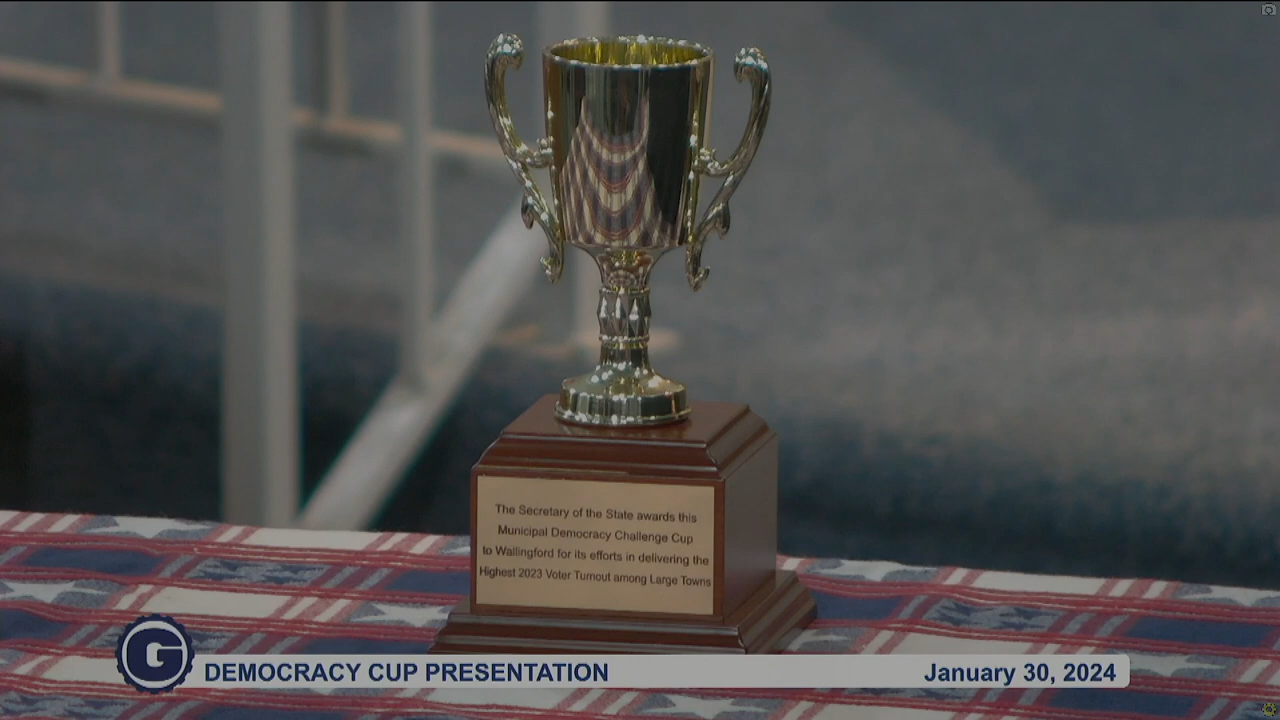 The Secretary of the State awards this
Municipal Democracy Challenge Cup
to Wallingford for its efforts in delivering the
Highest 2023 Voter Turnout among Large Towns
G
DEMOCRACY CUP PRESENTATION
January 30, 2024